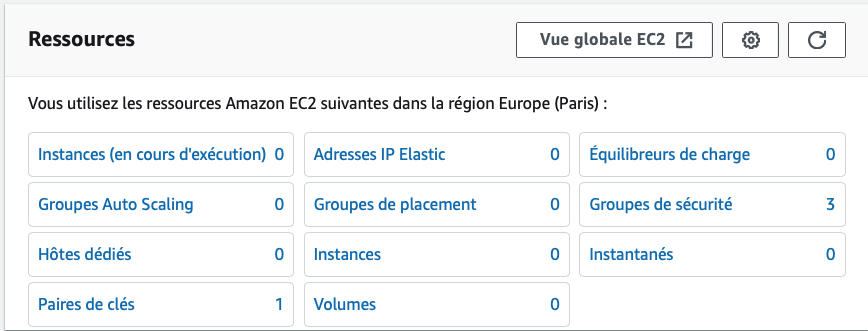 Ressources
Vue globale EC2
Vous utilisez les ressources Amazon EC2 suivantes dans la région Europe (Paris) :
Instances (en cours d'exécution) 0
Adresses IP Elastic 0
Équilibreurs de charge 0
Groupes Auto Scaling 0
Groupes de placement 0
Groupes de sécurité 3
Hôtes dédiés 0
Instances 0
Instantanés 0
Paires de clés 1
Volumes 0